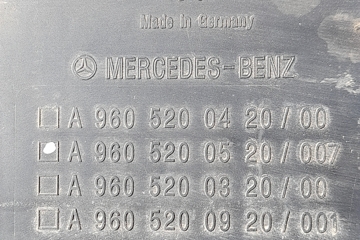 Made in Germany
MERCEDES-BENZ
A 960 520 04 20/00
A 960 520 05 20/007
A 960 520 03 20/00
A 960 520 09 20/001